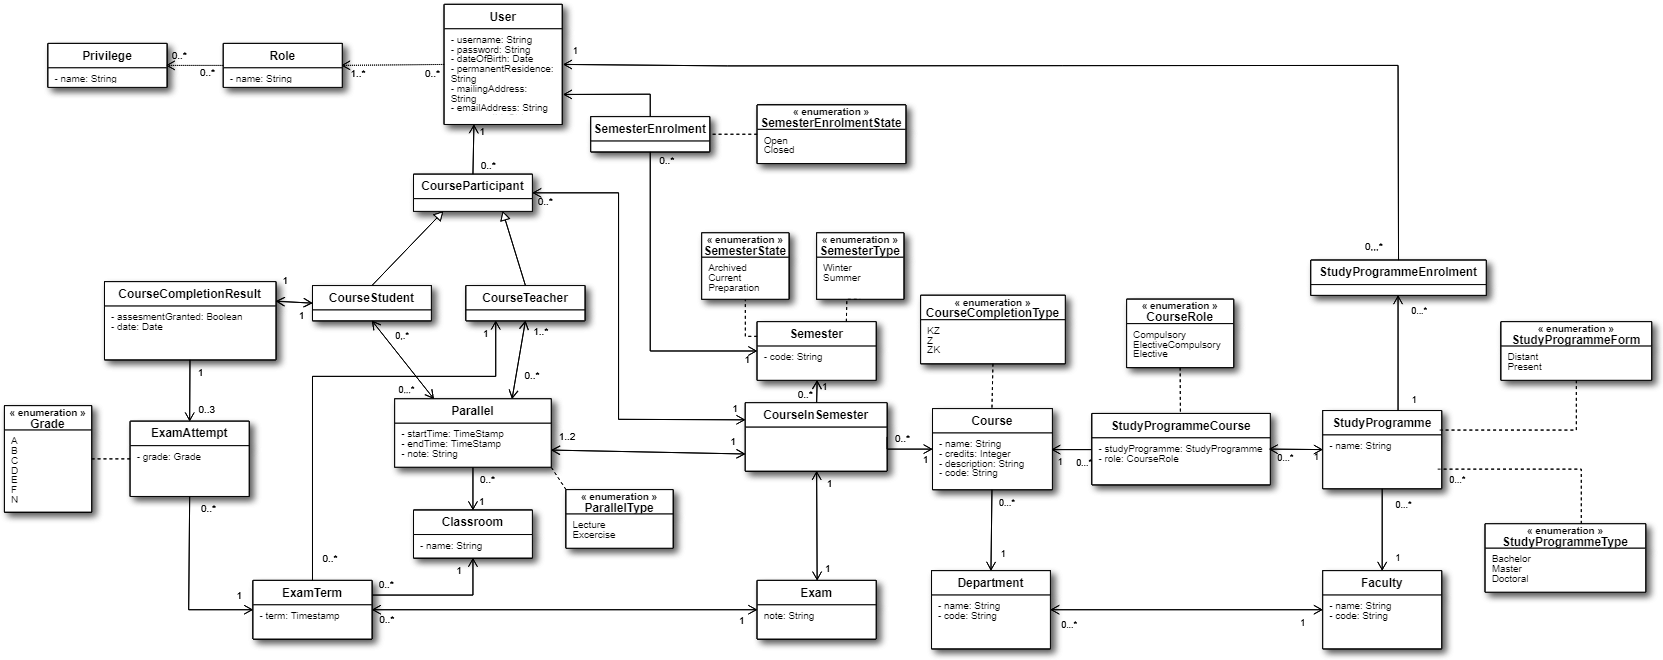 User
- username: String
- password: String
- dateOfBirth: Date
- permanentResidence:
String
- mailingAddress:
String
- emailAddress: String
Privilege
- name: String
Role
- name: String
0..*
0..*
1..*
0..*
1
1
0..*
SemesterEnrolment
0..*
« enumeration »
SemesterEnrolmentState
Open
Closed
CourseParticipant
0..*
« enumeration »
SemesterState
Archived
Current
Preparation
« enumeration »
SemesterType
Winter
Summer
0...*
StudyProgrammeEnrolment
0...*
CourseCompletionResult
- assesmentGranted: Boolean
- date: Date
1
1
CourseStudent
CourseTeacher
0,.*
1
1..*
Semester
- code: String
1
1
0..*
« enumeration »
CourseCompletionType
KZ
Z
ZK
« enumeration »
CourseRole
Compulsory
ElectiveCompulsory
Elective
« enumeration »
StudyProgrammeForm
Distant
Present
1
0..3
0...*
0..*
« enumeration »
Grade
A
B
C
D
E
F
N
ExamAttempt
- grade: Grade
0..*
Parallel
- startTime: TimeStamp
- endTime: TimeStamp
- note: String
1..2
0..*
1
1
CourseInSemester
1
0..*
1
Course
- name: String
- credits: Integer
- description: String
- code: String
1
0...*
StudyProgrammeCourse
- studyProgramme: StudyProgramme
- role: CourseRole
0...*
1
1
StudyProgramme
- name: String
0...*
0...*
0...*
« enumeration »
ParallelType
Lecture
Excercise
1
Classroom
- name: String
1
« enumeration »
StudyProgrammeType
Bachelor
Master
Doctoral
0..*
1
ExamTerm
- term: Timestamp
0..*
0..*
1
1
Exam
note: String
1
Department
- name: String
- code: String
0...*
1
1
Faculty
- name: String
- code: String